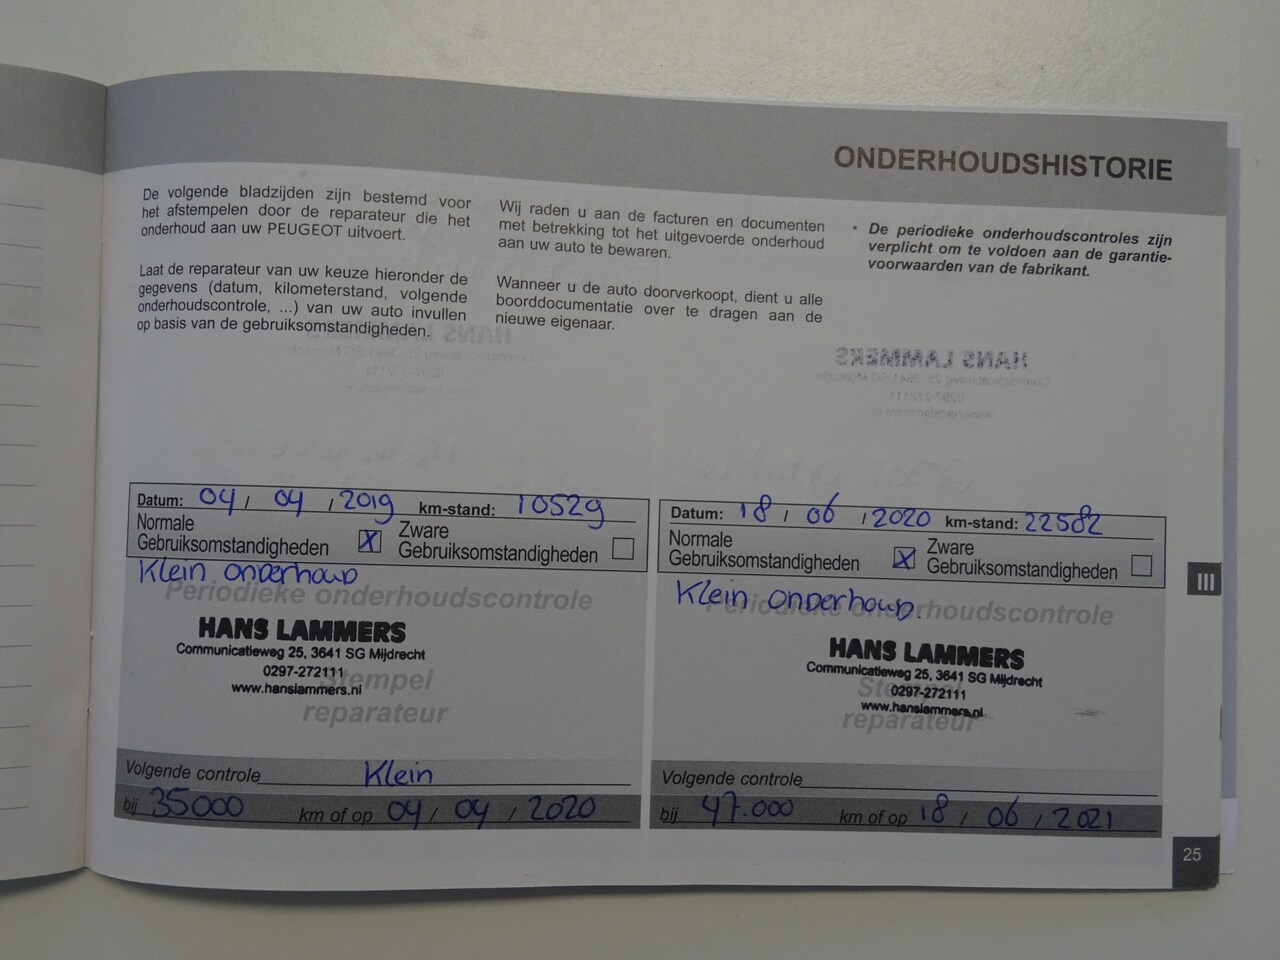 ONDERHOUDSHISTORIE
De volgende bladzijden zijn bestemd voor
het afstempelen door de reparateur die het
onderhoud aan uw PEUGEOT uitvoert.
Laat de reparateur van uw keuze hieronder de
gegevens (datum, kilometerstand, volgende
onderhoudscontrole, ...) van uw auto invullen
op basis van de gebruiksomstandigheden.
Wij raden u aan de facturen en documenten
met betrekking tot het uitgevoerde onderhoud
aan uw auto te bewaren.
Wanneer u de auto doorverkoopt, dient u alle
boorddocumentatie over te dragen aan de
nieuwe eigenaar.
• De periodieke onderhoudscontroles zijn
verplicht om te voldoen aan de garantie-
voorwaarden van de fabrikant.
Datum: 04 / 04 / 2019 km-stand: 10529
Normale
Gebruiksomstandigheden X
Zware
Gebruiksomstandigheden
Klein onderhoud
Periodieke onderhoudscontrole
HANS LAMMERS
Communicatieweg 25, 3641 SG Mijdrecht
0297-272111
www.hanslammers.nl
Stempel
reparateur
Volgende controle Klein
bij 35000 km of op 04 / 04 / 2020
Datum: 18 / 06 / 2020 km-stand: 22582
Normale
Gebruiksomstandigheden X
Zware
Gebruiksomstandigheden
Klein onderhoud.
Periodieke onderhoudscontrole
HANS LAMMERS
Communicatieweg 25, 3641 SG Mijdrecht
0297-272111
www.hanslammers.nl
Stempel
reparateur
Volgende controle
bij 47.000 km of op 18 / 06 / 2021
III
25